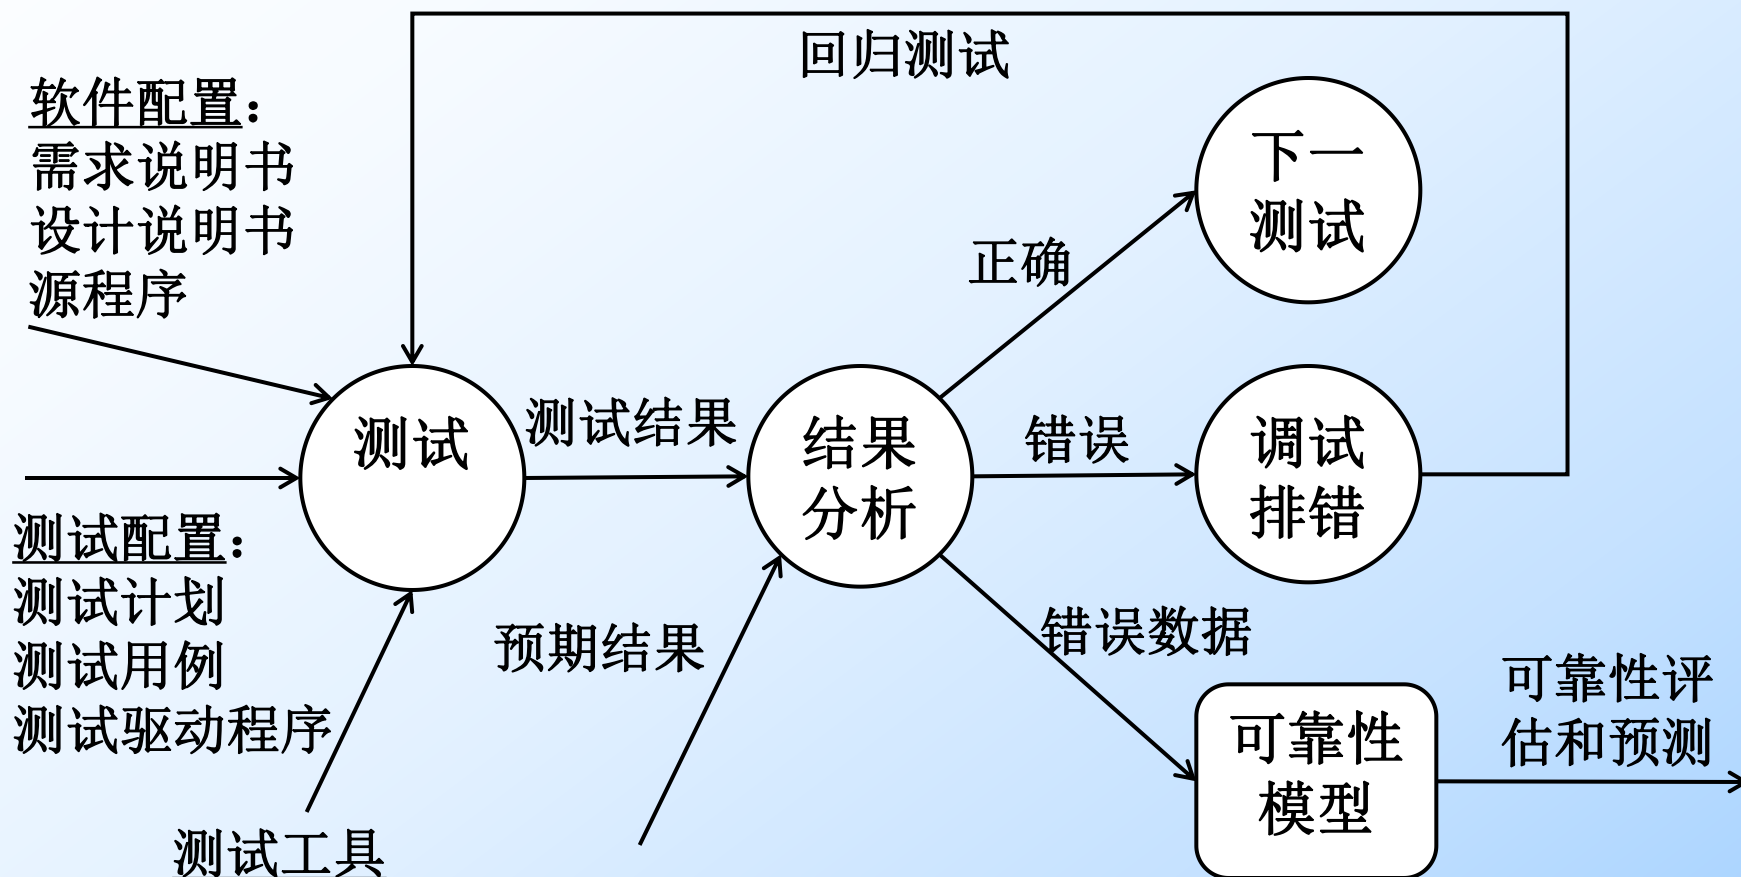 回归测试
软件配置：
需求说明书
设计说明书
源程序
下一
测试
正确
测试
测试结果
结果
分析
错误
调试
排错
测试配置：
测试计划
测试用例
测试驱动程序
预期结果
错误数据
可靠性
模型
可靠性评
估和预测
测试工具